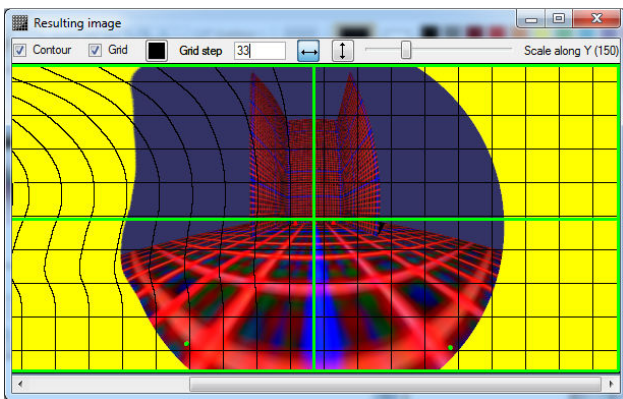 Resulting image
Contour Grid Grid step 33 Scale along Y (150)